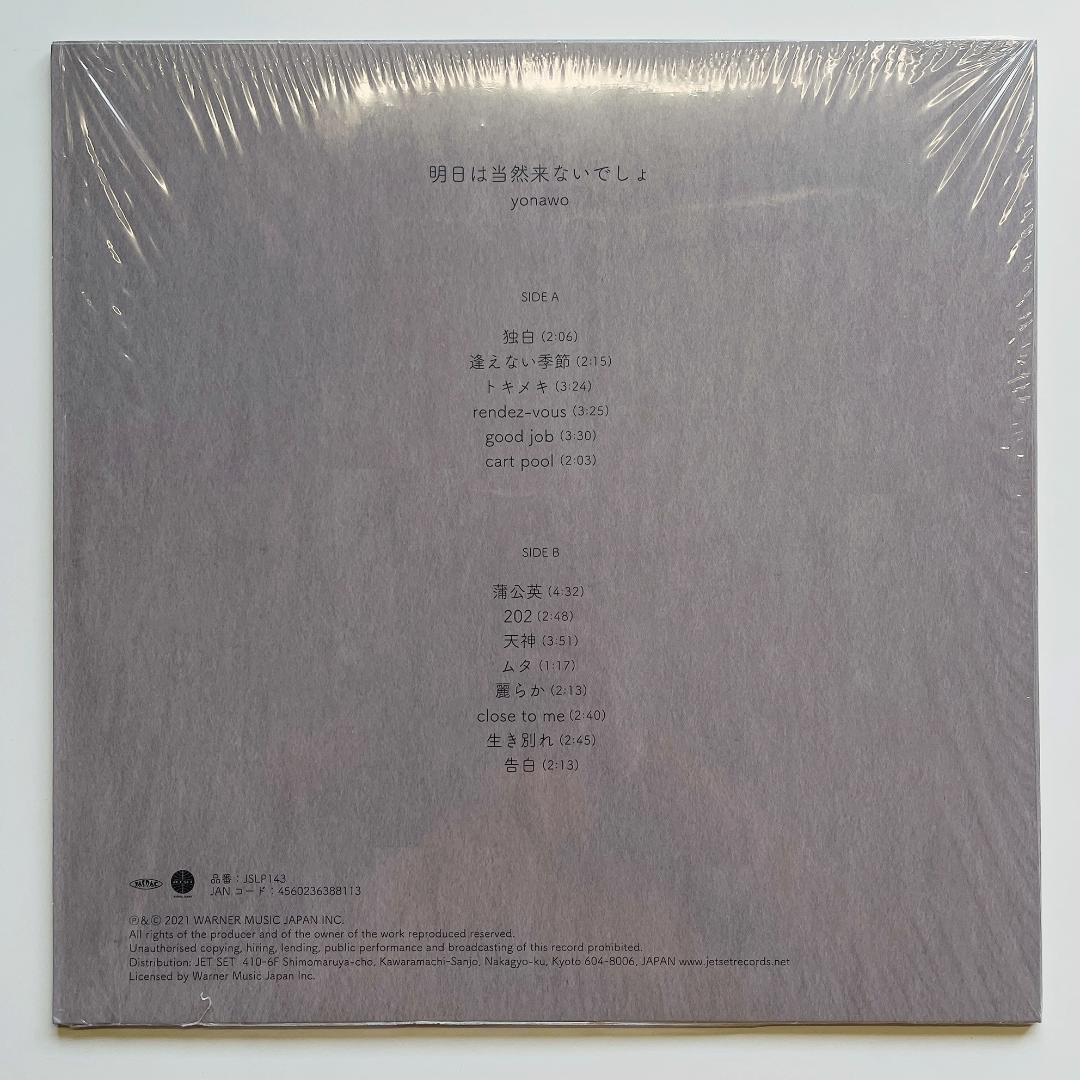 明日は当然来ないでしょ
yonawo
SIDE A
独白 (2:06)
逢えない季節 (2:15)
トキメキ (3:24)
rendez-vous (3:25)
good job (3:30)
cart pool (2:03)
SIDE B
蒲公英 (4:32)
202 (2:48)
天神 (3:51)
ムタ (1:17)
麗らか (2:13)
close to me (2:40)
生き別れ (2:45)
告白 (2:13)
品番：JSLP143
JAN コード：4560236388113
Ⓟ&Ⓒ 2021 WARNER MUSIC JAPAN INC.
All rights of the producer and of the owner of the work reproduced reserved.
Unauthorised copying, hiring, lending, public performance and broadcasting of this record prohibited.
Distribution: JET SET 410-6F Shimomaruya-cho, Kawaramachi-Sanjo, Nakagyo-ku, Kyoto 604-8006, JAPAN www.jetsetrecords.net
Licensed by Warner Music Japan Inc.